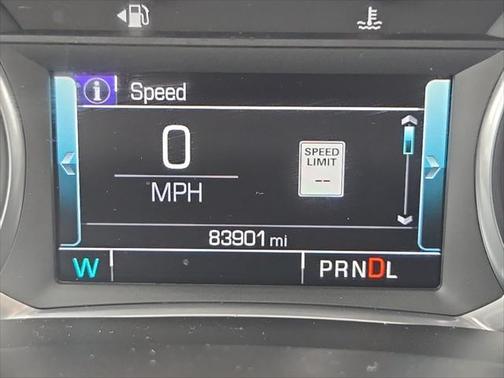 i Speed
0
MPH
SPEED
LIMIT
--
83901 mi
W
PRNDL